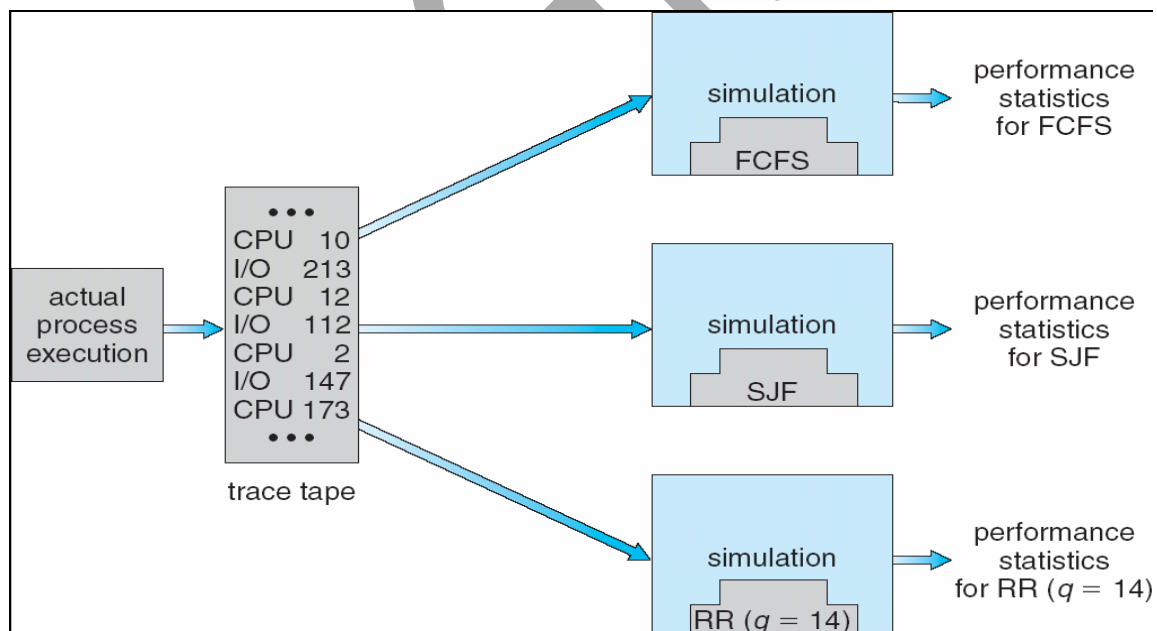 actual
process
execution
• • •
CPU 10
I/O 213
CPU 12
I/O 112
CPU 2
I/O 147
CPU 173
• • •
trace tape
simulation
FCFS
performance
statistics
for FCFS
simulation
SJF
performance
statistics
for SJF
simulation
RR (q = 14)
performance
statistics
for RR (q = 14)